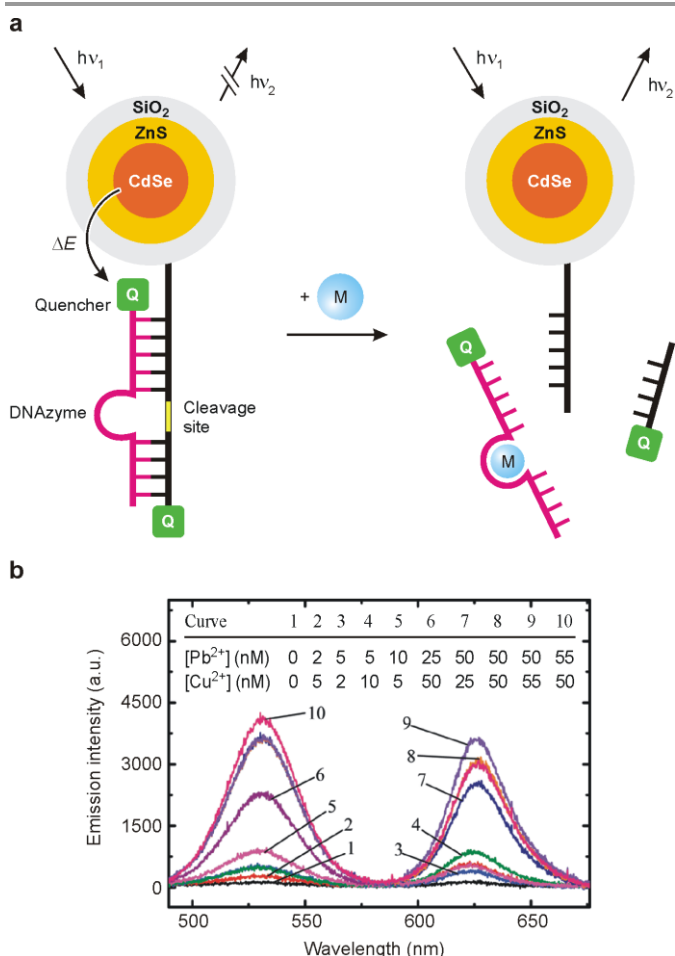 a
hν₁
hν₂
SiO₂
ZnS
CdSe
ΔE
Q
Quencher
DNAzyme
Cleavage
site
Q
+ M
hν₁
hν₂
SiO₂
ZnS
CdSe
Q
M
Q
b
Curve 1 2 3 4 5 6 7 8 9 10
[Pb²⁺] (nM) 0 2 5 5 10 25 50 50 50 55
[Cu²⁺] (nM) 0 5 2 10 5 50 25 50 55 50
Emission intensity (a.u.)
6000
4500
3000
1500
0
10
6
5
2
1
9
8
7
4
3
500 550 600 650
Wavelength (nm)